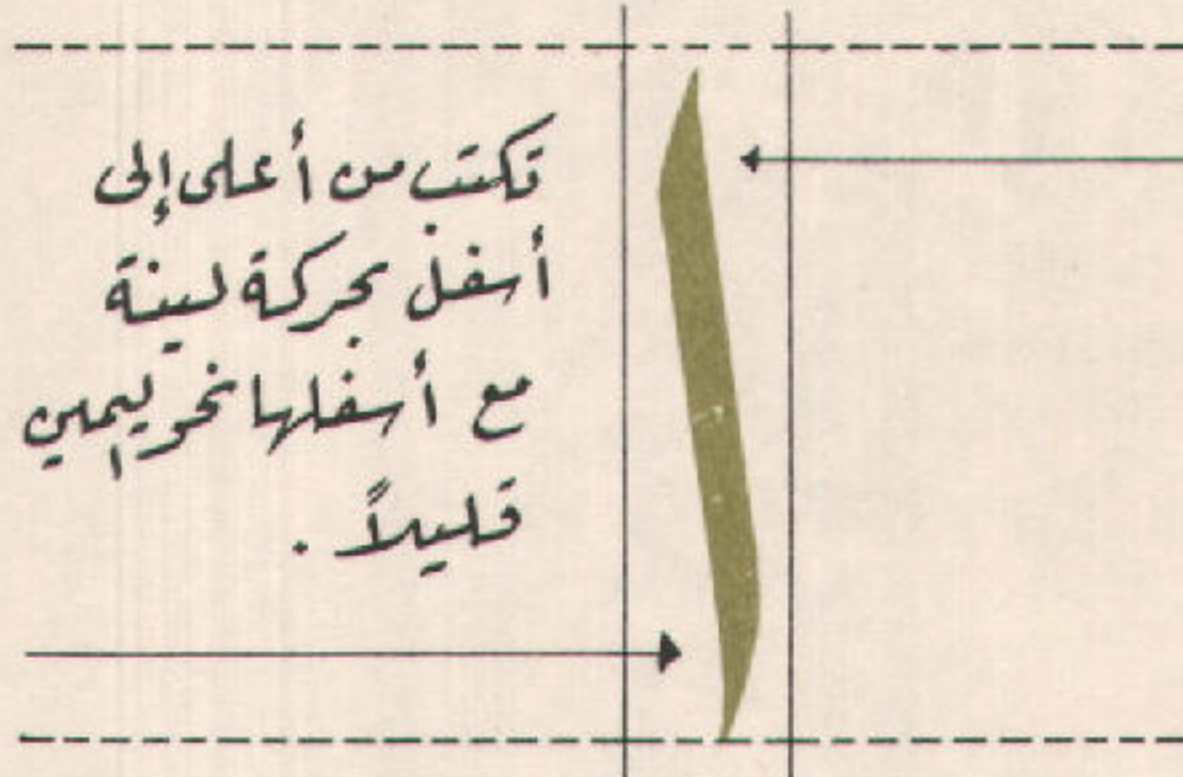 ا
تكتب من أعلى إلى
أسفل بحركة لينة
مع أسفلها نحو اليمين
قليلاً .